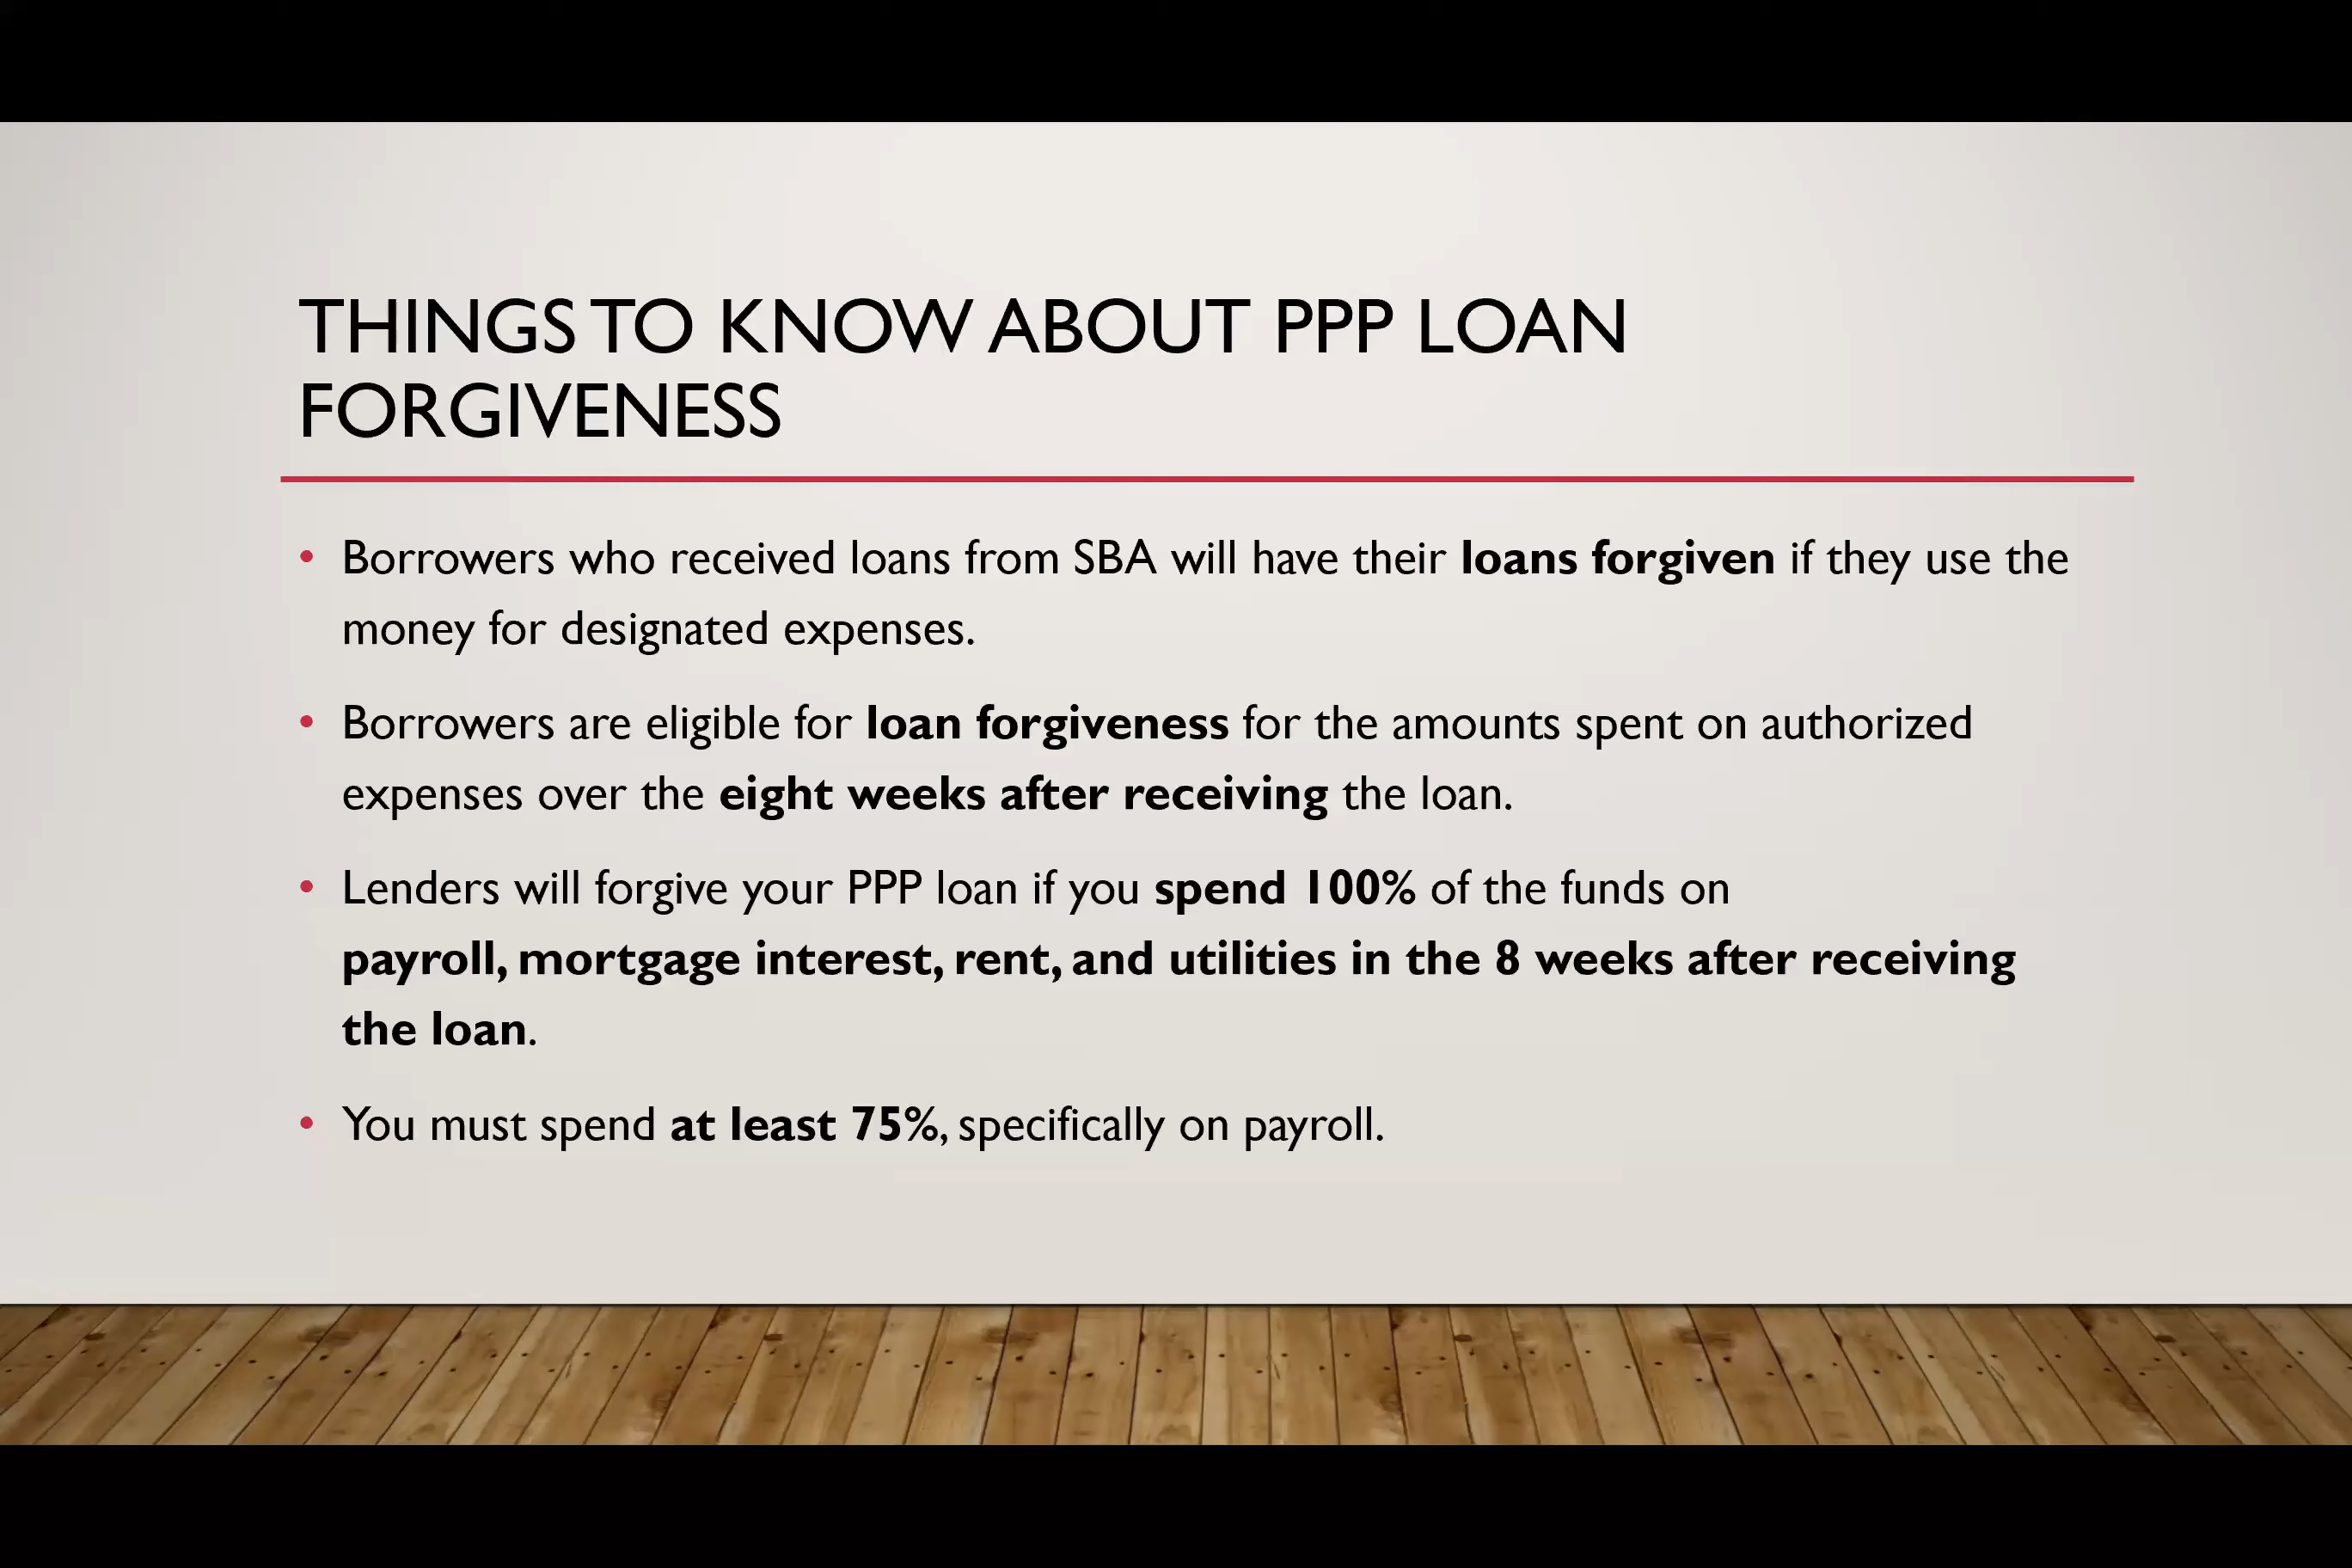 THINGS TO KNOW ABOUT PPP LOAN
FORGIVENESS
• Borrowers who received loans from SBA will have their loans forgiven if they use the
money for designated expenses.
• Borrowers are eligible for loan forgiveness for the amounts spent on authorized
expenses over the eight weeks after receiving the loan.
• Lenders will forgive your PPP loan if you spend 100% of the funds on
payroll, mortgage interest, rent, and utilities in the 8 weeks after receiving
the loan.
• You must spend at least 75%, specifically on payroll.